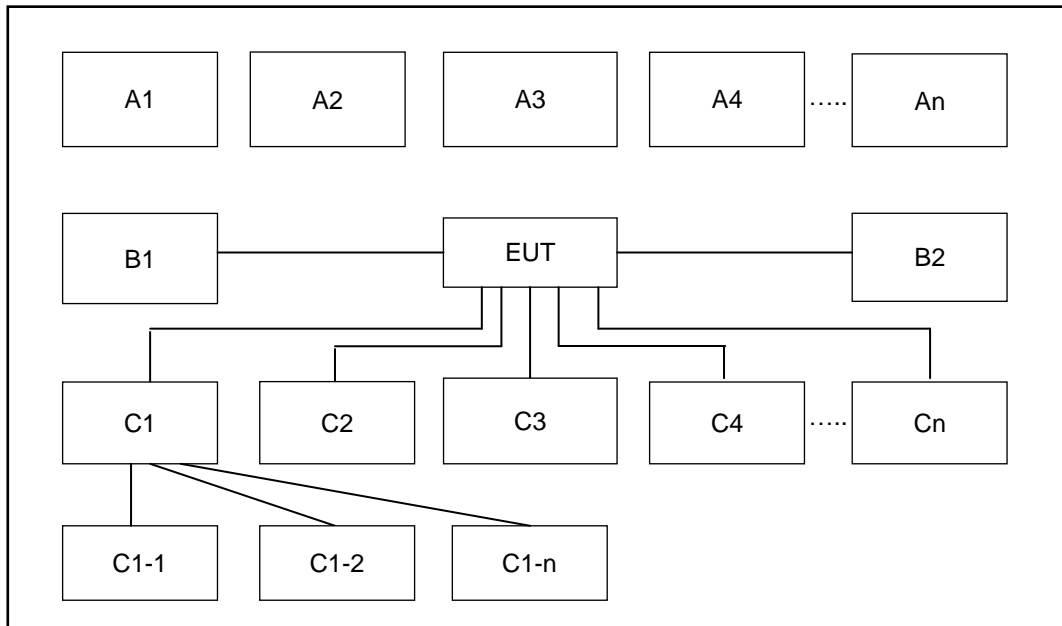 A1 A2 A3 A4 ..... An
B1 EUT B2
C1 C2 C3 C4 ..... Cn
C1-1 C1-2 C1-n